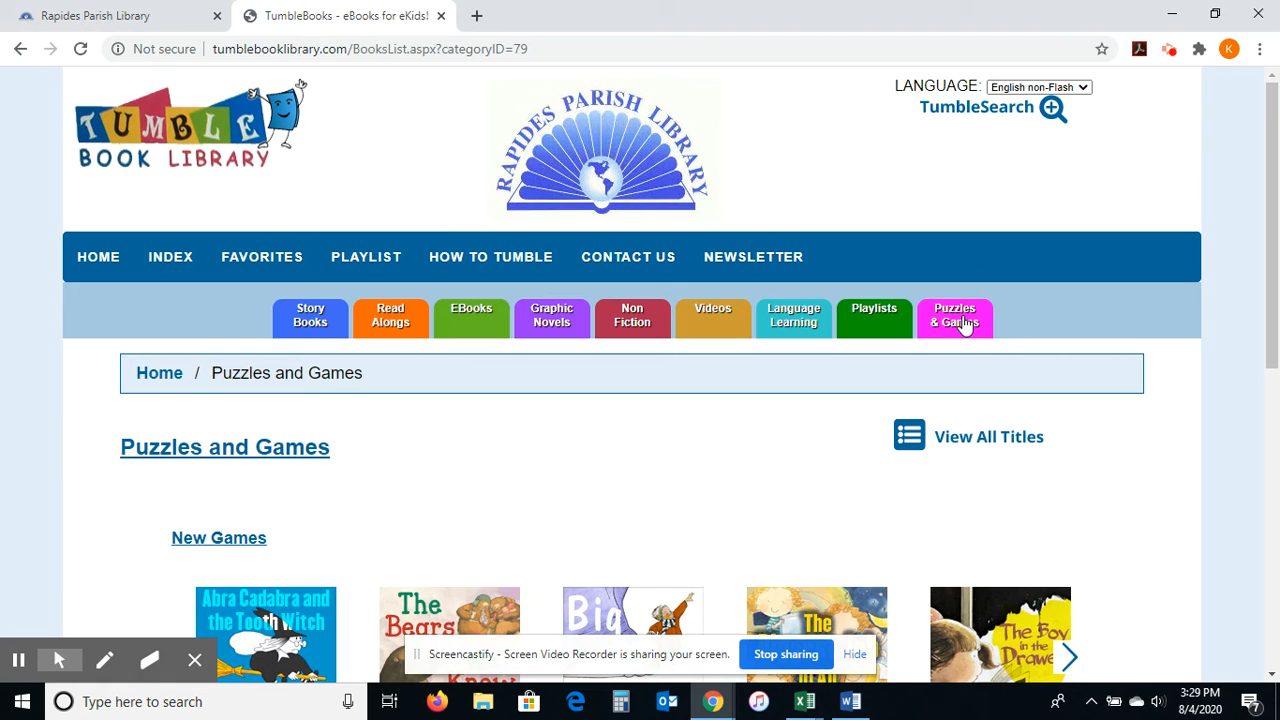 Rapides Parish Library
TumbleBooks - eBooks for eKids!
Not secure
tumblebooklibrary.com/BooksList.aspx?categoryID=79
K
TUMBLE
BOOK LIBRARY
RAPIDES PARISH LIBRARY
LANGUAGE: English non-Flash
TumbleSearch
HOME INDEX FAVORITES PLAYLIST HOW TO TUMBLE CONTACT US NEWSLETTER
Story Books
Read Alongs
EBooks
Graphic Novels
Non Fiction
Videos
Language Learning
Playlists
Puzzles & Games
Home / Puzzles and Games
Puzzles and Games
View All Titles
New Games
Abra Cadabra and
the Tooth Witch
The
Bears
Know
Big
The
The Boy
in the
Drawer
Screencastify - Screen Video Recorder is sharing your screen.
Stop sharing
Hide
Type here to search
3:29 PM
8/4/2020
7